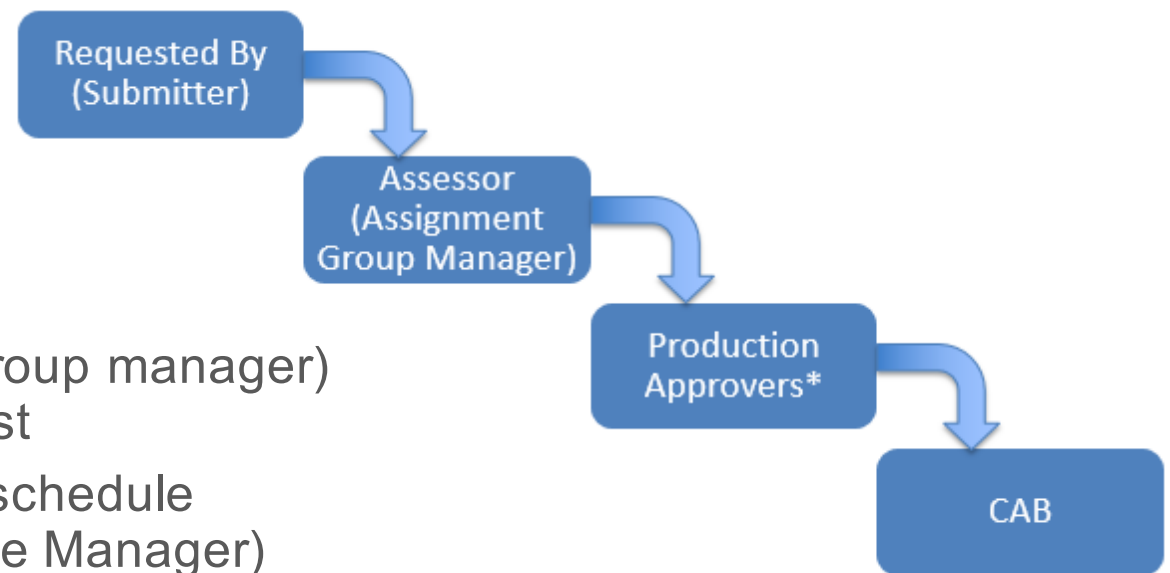 Requested By
(Submitter)
Assessor
(Assignment
Group Manager)
Production
Approvers*
CAB
roup manager)
st
schedule
e Manager)